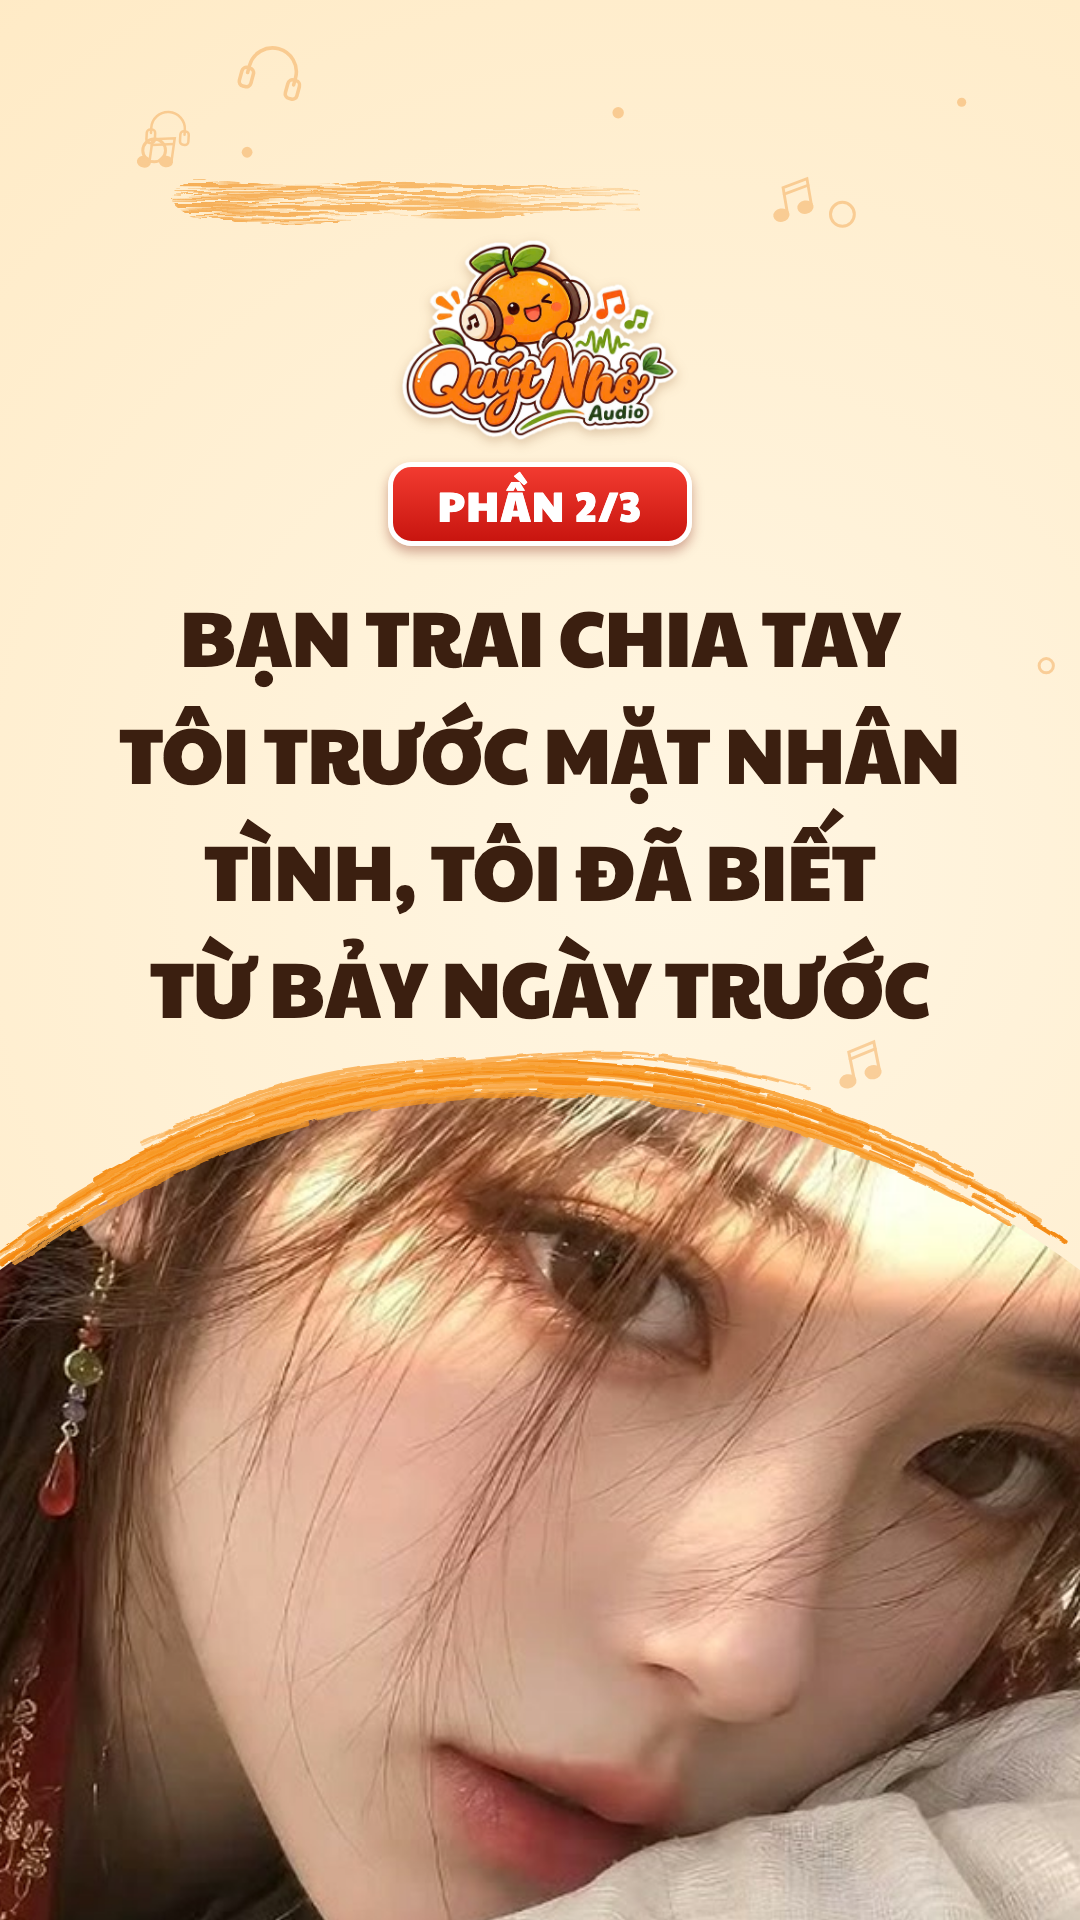 Quýt Nhỏ
Audio
PHẦN 2/3
BẠN TRAI CHIA TAY
TÔI TRƯỚC MẶT NHÂN
TÌNH, TÔI ĐÃ BIẾT
TỪ BẢY NGÀY TRƯỚC